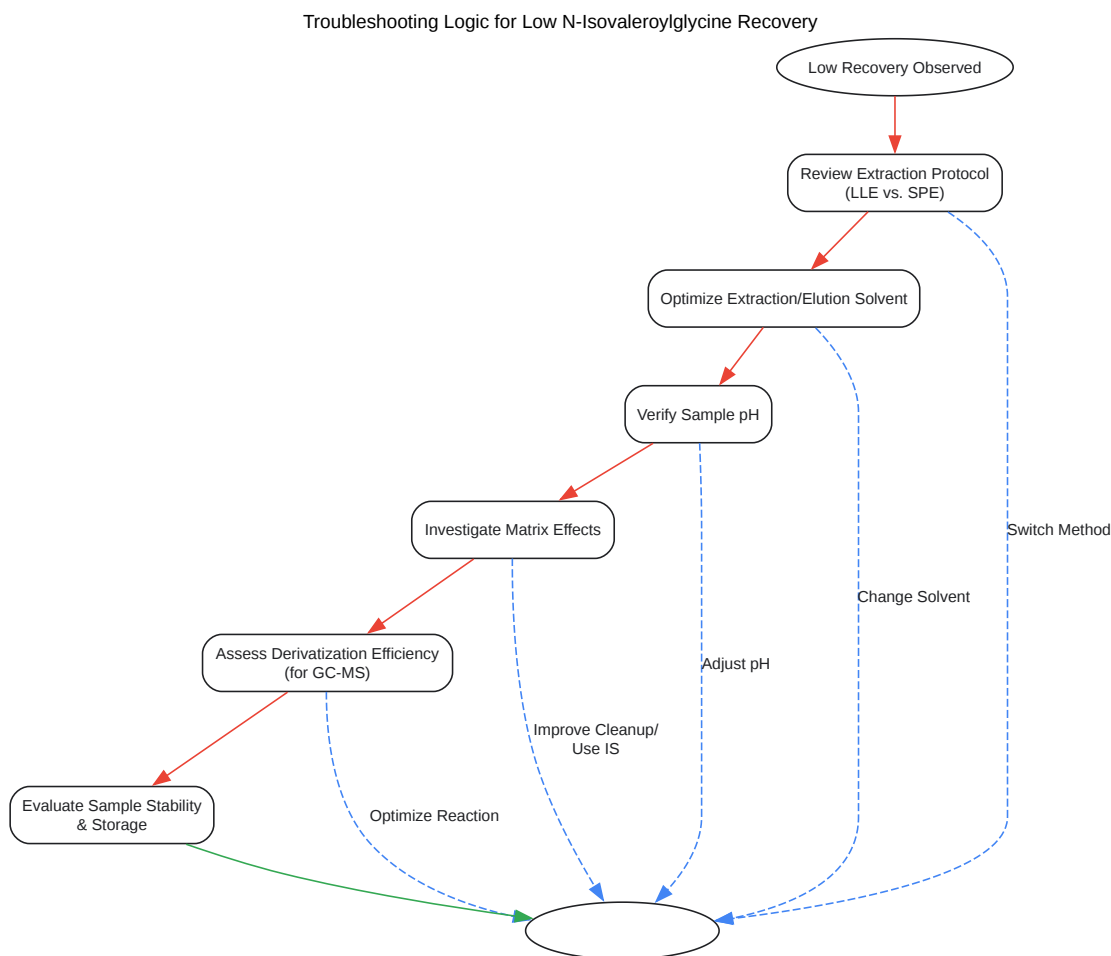 Troubleshooting Logic for Low N-Isovaleroylglycine Recovery
Low Recovery Observed
Review Extraction Protocol
(LLE vs. SPE)
Optimize Extraction/Elution Solvent
Verify Sample pH
Investigate Matrix Effects
Switch Method
Change Solvent
Assess Derivatization Efficiency
(for GC-MS)
Adjust pH
Improve Cleanup/
Use IS
Evaluate Sample Stability
& Storage
Optimize Reaction